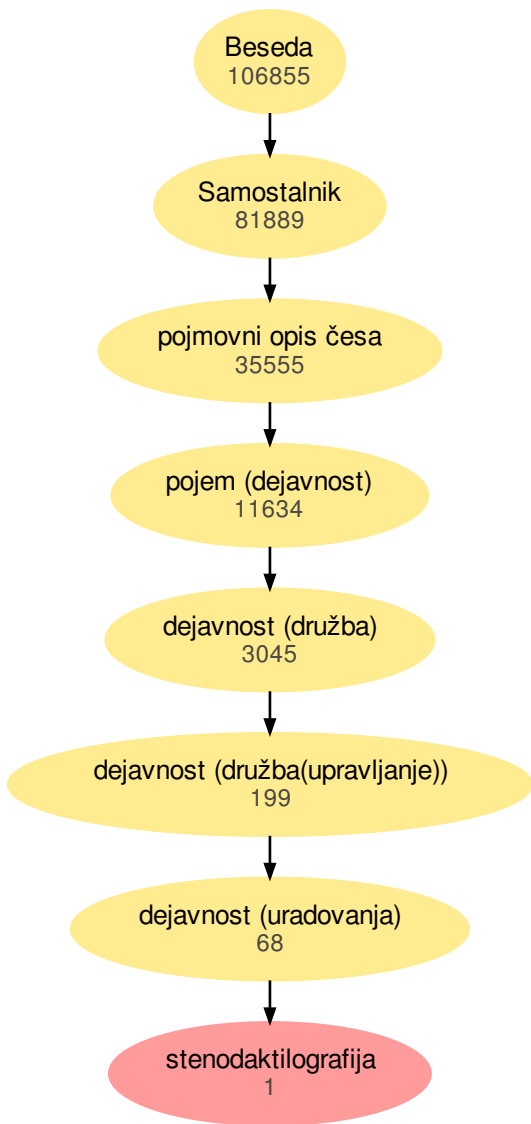 Beseda
106855
Samostalnik
81889
pojmovni opis česa
35555
pojem (dejavnost)
11634
dejavnost (družba)
3045
dejavnost (družba(upravljanje))
199
dejavnost (uradovanja)
68
stenodaktilografija
1